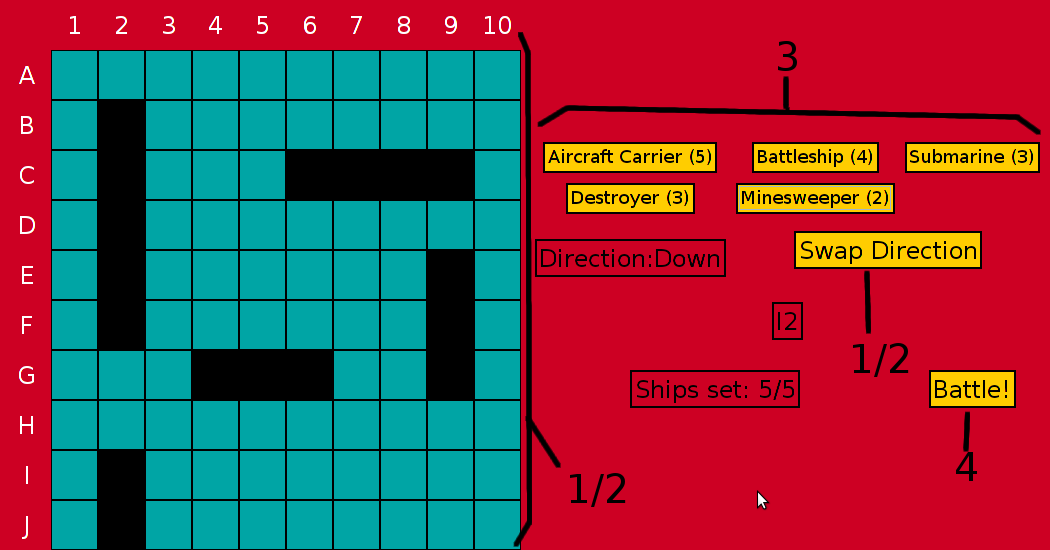 1 2 3 4 5 6 7 8 9 10
A
B
C
D
E
F
G
H
I
J
3
Aircraft Carrier (5) Battleship (4) Submarine (3)
Destroyer (3) Minesweeper (2)
Direction:Down Swap Direction
I2
1/2
Ships set: 5/5 Battle!
4
1/2